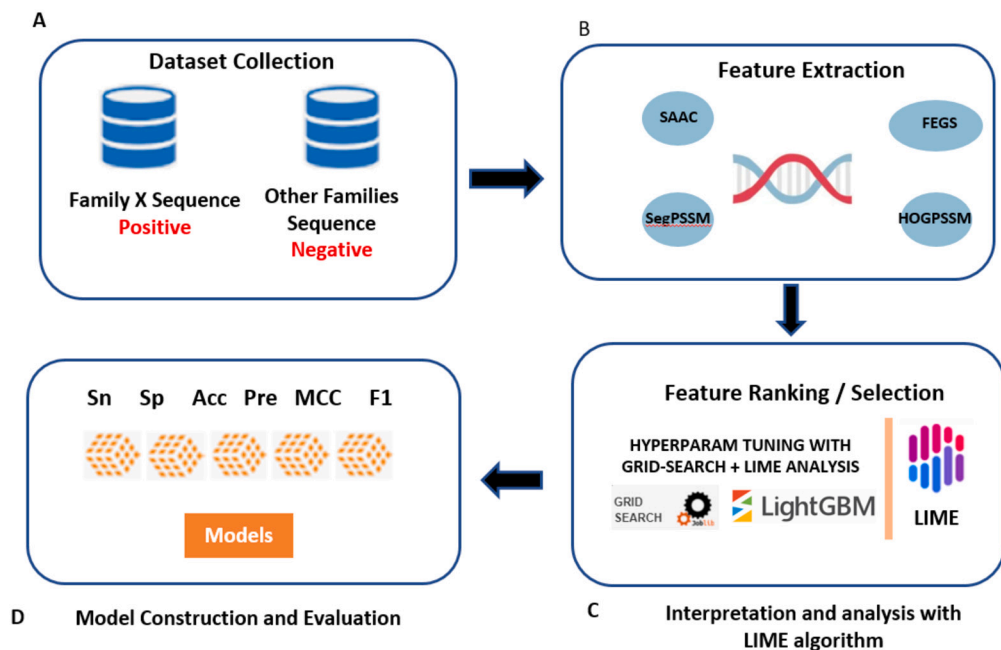 A
Dataset Collection
Family X Sequence
Positive
Other Families
Sequence
Negative
B
Feature Extraction
SAAC
FEGS
SegPSSM
HOGPSSM
Feature Ranking / Selection
HYPERPARAM TUNING WITH
GRID-SEARCH + LIME ANALYSIS
GRID
SEARCH
Joblib
LightGBM
LIME
C
Interpretation and analysis with
LIME algorithm
Sn Sp Acc Pre MCC F1
Models
D
Model Construction and Evaluation